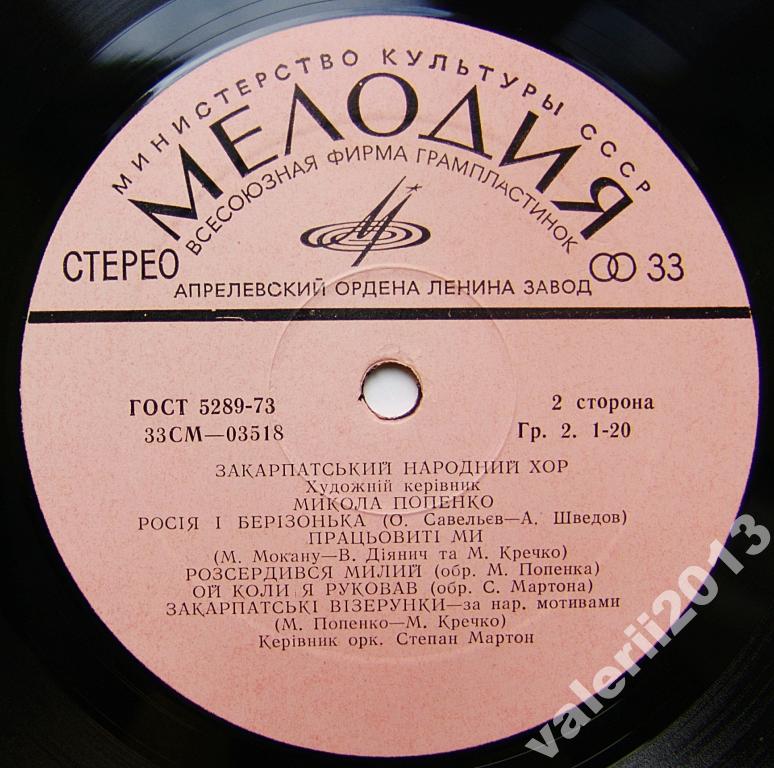 МИНИСТЕРСТВО КУЛЬТУРЫ СССР
МЕЛОДИЯ
ВСЕСОЮЗНАЯ ФИРМА ГРАМПЛАСТИНОК
СТЕРЕО
33
АПРЕЛЕВСКИЙ ОРДЕНА ЛЕНИНА ЗАВОД
ГОСТ 5289-73
2 сторона
33СМ—03518
Гр. 2. 1-20
ЗАКАРПАТСЬКИЙ НАРОДНИЙ ХОР
Художній керівник
МИКОЛА ПОПЕНКО
РОСІЯ І БЕРІЗОНЬКА (О. Савельєв—А. Шведов)
ПРАЦЬОВИТІ МИ
(М. Мокану—В. Діянич та М. Кречко)
РОЗСЕРДИВСЯ МИЛИЙ (обр. М. Попенка)
ОЙ КОЛИ Я РУКОВАВ (обр. С. Мартона)
ЗАКАРПАТСЬКІ ВІЗЕРУНКИ—за нар. мотивами
(М. Попенко—М. Кречко)
Керівник орк. Степан Мартон
valerii2013